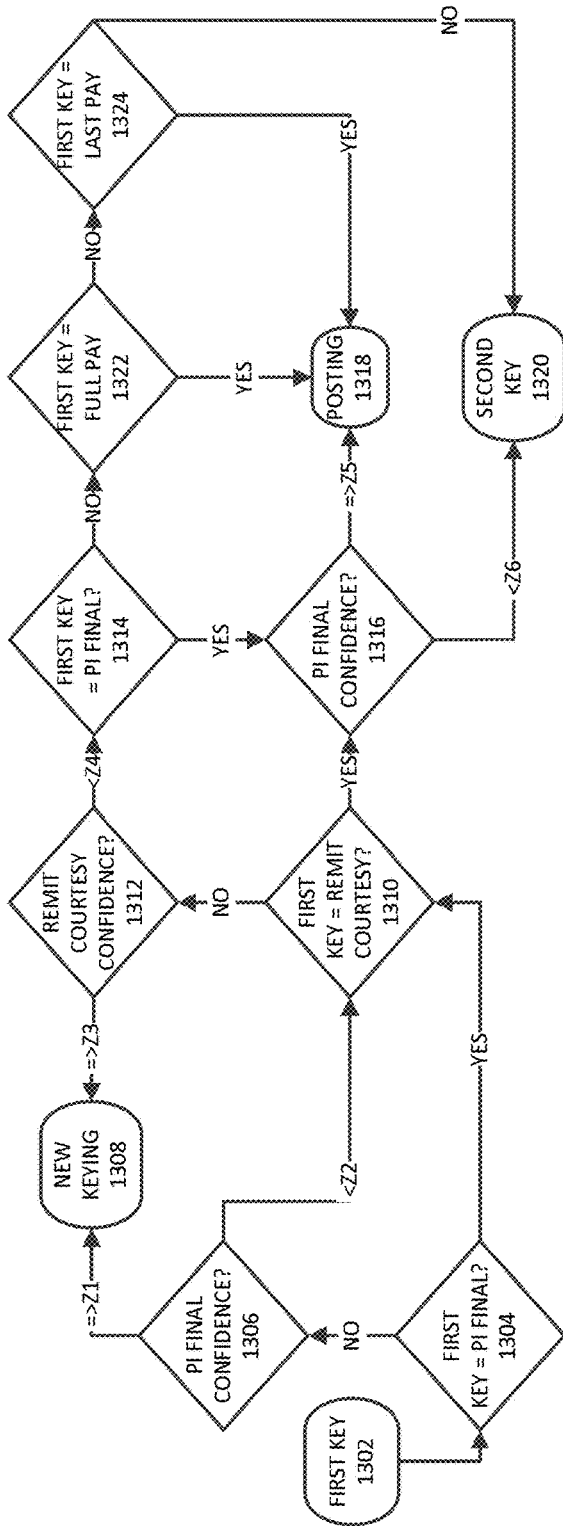 FIRST KEY
1302
FIRST
KEY = PI FINAL?
1304
NO
YES
PI FINAL
CONFIDENCE?
1306
=>Z1
<Z2
NEW
KEYING
1308
=>Z3
FIRST
KEY = REMIT
COURTESY?
1310
NO
YES
REMIT
COURTESY
CONFIDENCE?
1312
<Z4
FIRST KEY
= PI FINAL?
1314
NO
YES
PI FINAL
CONFIDENCE?
1316
=>Z5
<Z6
POSTING
1318
SECOND
KEY
1320
FIRST KEY =
FULL PAY
1322
NO
YES
FIRST KEY =
LAST PAY
1324
YES
NO